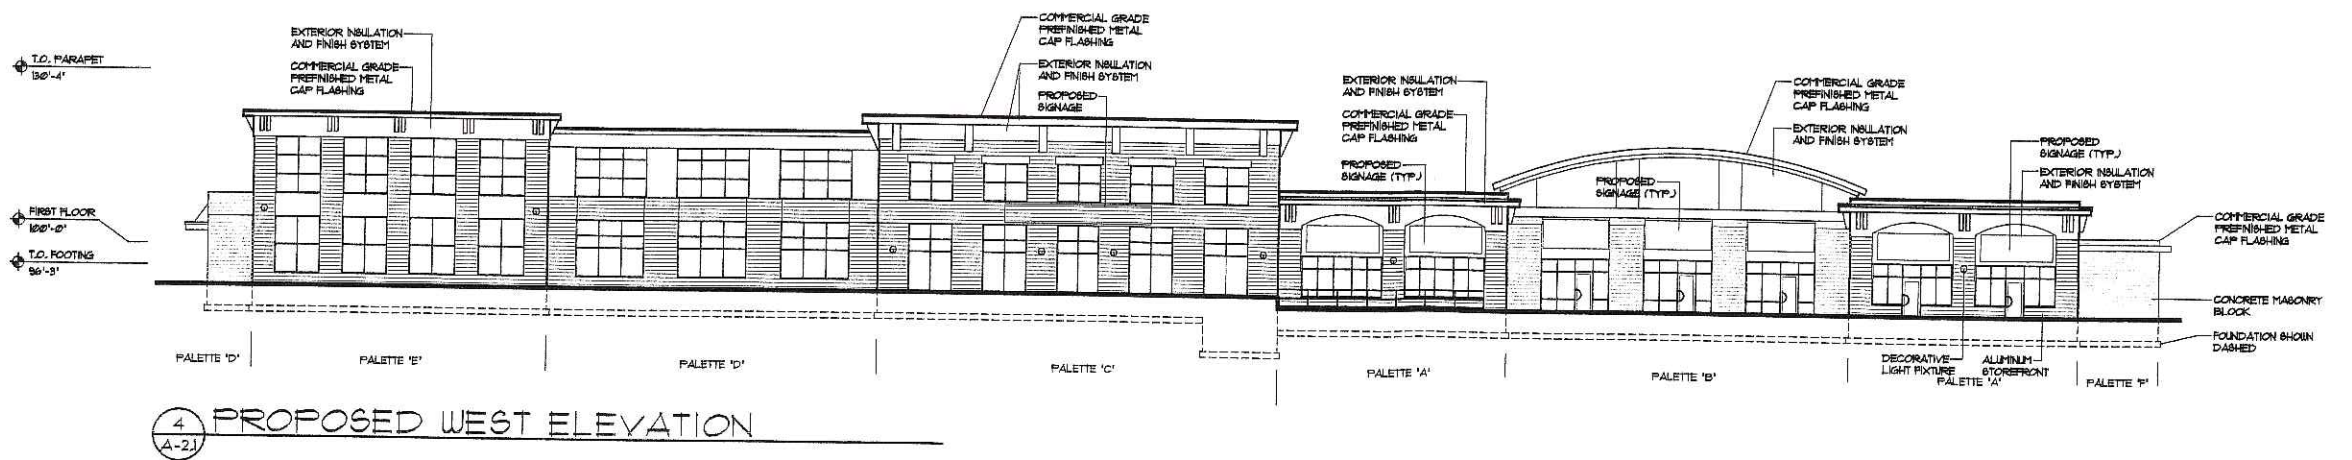 T.O. PARAPET
130'-4"
FIRST FLOOR
100'-0"
T.O. FOOTING
96'-3"
EXTERIOR INSULATION
AND FINISH SYSTEM
COMMERCIAL GRADE
PREFINISHED METAL
CAP FLASHING
COMMERCIAL GRADE
PREFINISHED METAL
CAP FLASHING
EXTERIOR INSULATION
AND FINISH SYSTEM
PROPOSED
SIGNAGE
EXTERIOR INSULATION
AND FINISH SYSTEM
COMMERCIAL GRADE
PREFINISHED METAL
CAP FLASHING
PROPOSED
SIGNAGE (TYP.)
COMMERCIAL GRADE
PREFINISHED METAL
CAP FLASHING
EXTERIOR INSULATION
AND FINISH SYSTEM
PROPOSED
SIGNAGE (TYP.)
PROPOSED
SIGNAGE (TYP.)
EXTERIOR INSULATION
AND FINISH SYSTEM
COMMERCIAL GRADE
PREFINISHED METAL
CAP FLASHING
CONCRETE MASONRY
BLOCK
FOUNDATION SHOWN
DASHED
DECORATIVE
LIGHT FIXTURE
ALUMINUM
STOREFRONT
PALETTE 'D'
PALETTE 'E'
PALETTE 'D'
PALETTE 'C'
PALETTE 'A'
PALETTE 'B'
PALETTE 'A'
PALETTE 'F'
4
A-2.1
PROPOSED WEST ELEVATION